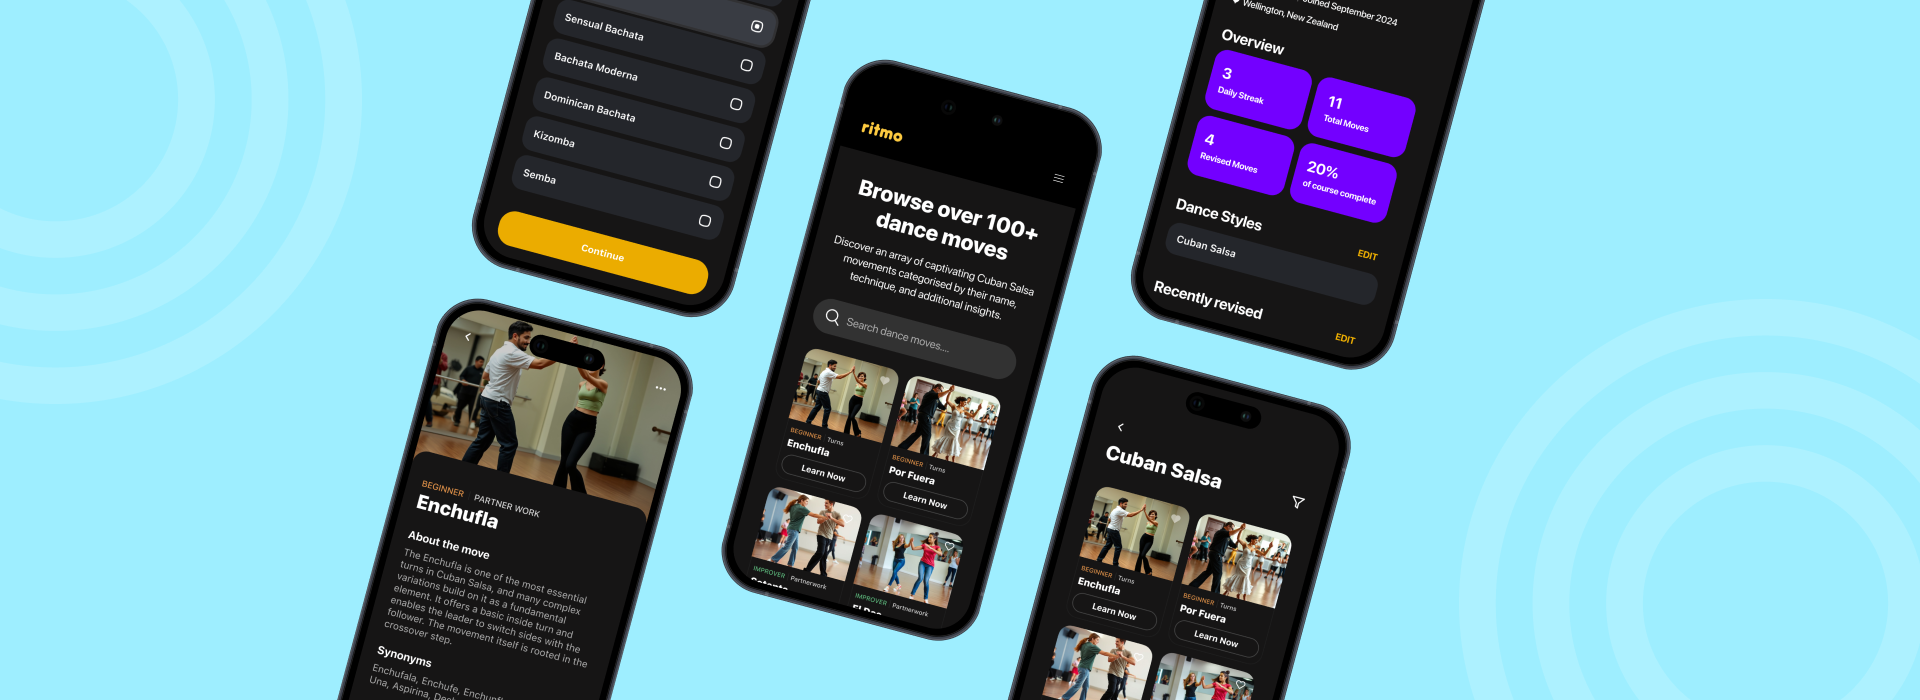 Sensual Bachata
Bachata Moderna
Dominican Bachata
Kizomba
Semba
Continue
BEGINNER
PARTNER WORK
Enchufla
About the move
The Enchufla is one of the most essential
turns in Cuban Salsa, and many complex
variations build on it as a fundamental
element. It offers a basic inside turn and
enables the leader to switch sides with the
follower. The movement itself is rooted in the
crossover step.
Synonyms
Enchufala, Enchufe,
Una, Aspirina,
ritmo
Browse over 100+
dance moves
Discover an array of captivating Cuban Salsa
movements categorised by their name,
technique, and additional insights.
Search dance moves....
BEGINNER Turns
Enchufla
Learn Now
BEGINNER Turns
Por Fuera
Learn Now
IMPROVER Partnerwork
IMPROVER Partnerwork
Joined September 2024
Wellington, New Zealand
Overview
3
Daily Streak
11
Total Moves
4
Revised Moves
20%
of course complete
Dance Styles
EDIT
Cuban Salsa
Recently revised
EDIT
Cuban Salsa
BEGINNER Turns
Enchufla
Learn Now
BEGINNER Turns
Por Fuera
Learn Now